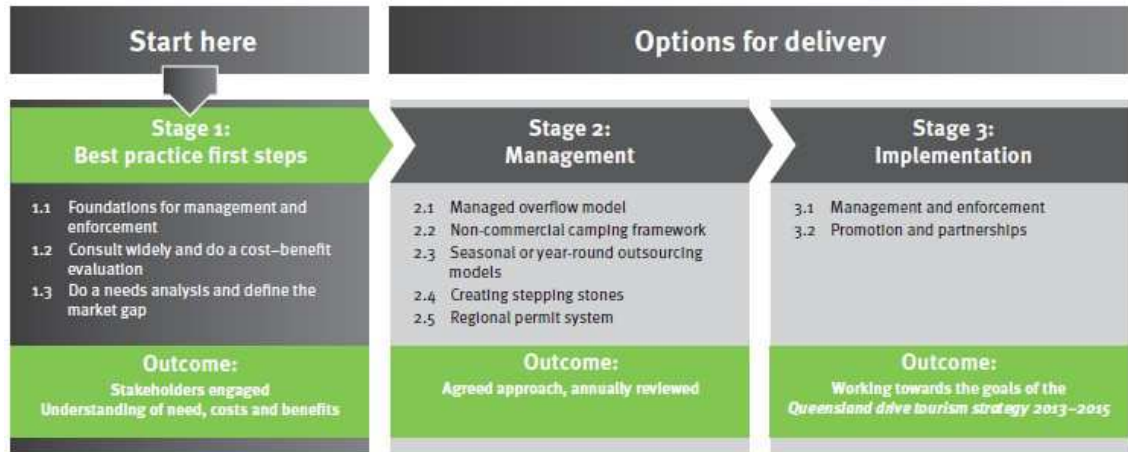 Start here
Options for delivery
Stage 1:
Best practice first steps
1.1 Foundations for management and
enforcement
1.2 Consult widely and do a cost–benefit
evaluation
1.3 Do a needs analysis and define the
market gap
Outcome:
Stakeholders engaged
Understanding of need, costs and benefits
Stage 2:
Management
2.1 Managed overflow model
2.2 Non-commercial camping framework
2.3 Seasonal or year-round outsourcing
models
2.4 Creating stepping stones
2.5 Regional permit system
Outcome:
Agreed approach, annually reviewed
Stage 3:
Implementation
3.1 Management and enforcement
3.2 Promotion and partnerships
Outcome:
Working towards the goals of the
Queensland drive tourism strategy 2013–2015